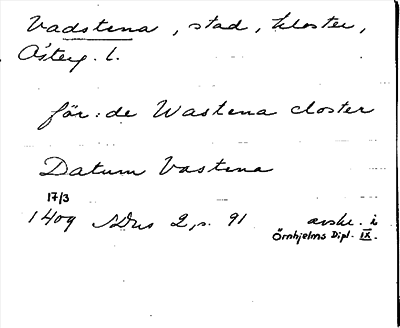 Vadstena, stad, kloster,
Österg. l.
för: de Wastena closter
Datum Vastena
17/3
1409 SDns 2, s. 91 avskr. i
Örnhjelms Dipl. IX.